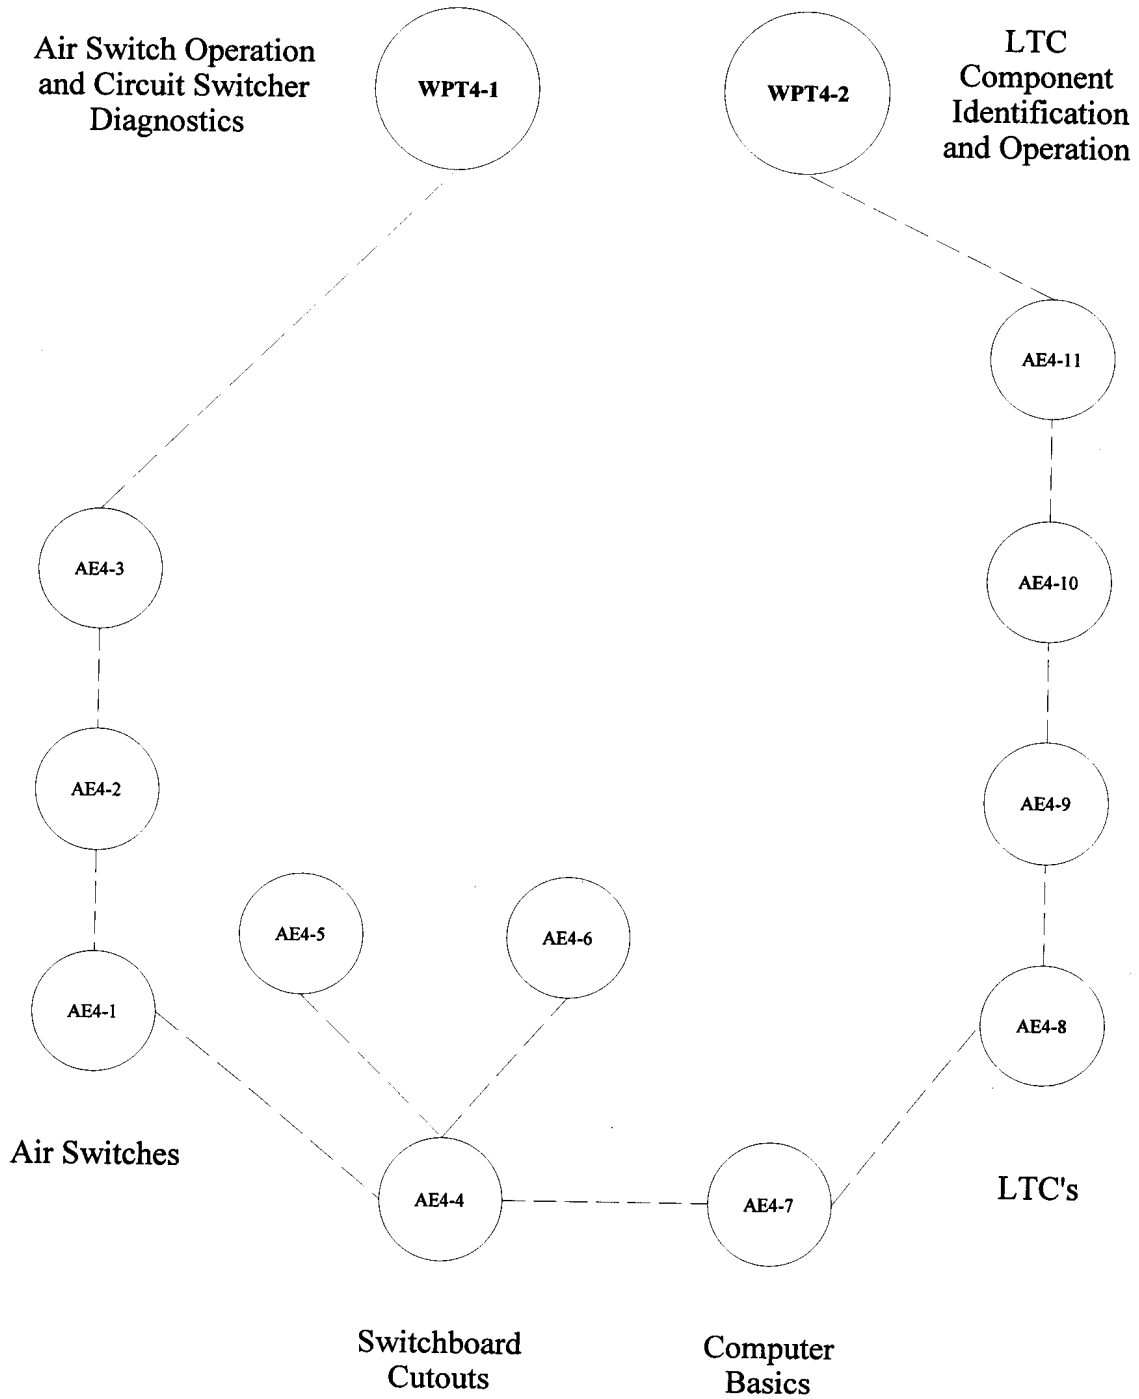 Air Switch Operation
and Circuit Switcher
Diagnostics
WPT4-1
WPT4-2
LTC
Component
Identification
and Operation
AE4-11
AE4-3
AE4-10
AE4-2
AE4-9
AE4-5
AE4-6
AE4-1
AE4-8
Air Switches
AE4-4
AE4-7
LTC's
Switchboard
Cutouts
Computer
Basics